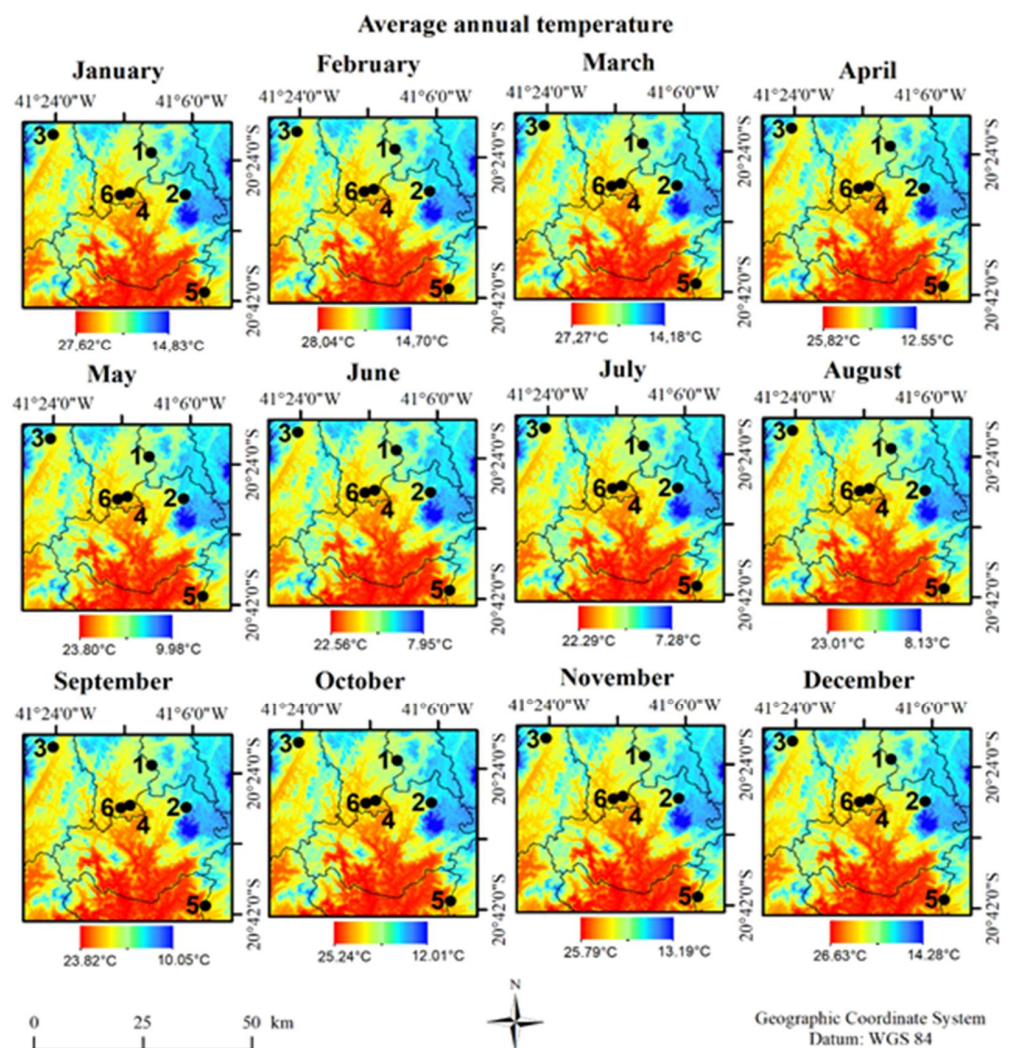 Average annual temperature
January February March April
41°24'0"W 41°6'0"W 41°24'0"W 41°6'0"W 41°24'0"W 41°6'0"W 41°24'0"W 41°6'0"W
3 1 6 4 2 5 3 1 6 4 2 5 3 1 6 4 2 5 3 1 6 4 2 5
20°24'0"S 20°24'0"S 20°24'0"S 20°24'0"S
20°42'0"S 20°42'0"S 20°42'0"S 20°42'0"S
27,62°C 14,83°C 28,04°C 14,70°C 27,27°C 14,18°C 25,82°C 12.55°C
May June July August
41°24'0"W 41°6'0"W 41°24'0"W 41°6'0"W 41°24'0"W 41°6'0"W 41°24'0"W 41°6'0"W
3 1 6 4 2 5 3 1 6 4 2 5 3 1 6 4 2 5 3 1 6 4 2 5
20°24'0"S 20°24'0"S 20°24'0"S 20°24'0"S
20°42'0"S 20°42'0"S 20°42'0"S 20°42'0"S
23.80°C 9.98°C 22.56°C 7.95°C 22.29°C 7.28°C 23.01°C 8.13°C
September October November December
41°24'0"W 41°6'0"W 41°24'0"W 41°6'0"W 41°24'0"W 41°6'0"W 41°24'0"W 41°6'0"W
3 1 6 4 2 5 3 1 6 4 2 5 3 1 6 4 2 5 3 1 6 4 2 5
20°24'0"S 20°24'0"S 20°24'0"S 20°24'0"S
20°42'0"S 20°42'0"S 20°42'0"S 20°42'0"S
23.82°C 10.05°C 25.24°C 12.01°C 25.79°C 13.19°C 26.63°C 14.28°C
N
0 25 50 km
Geographic Coordinate System
Datum: WGS 84